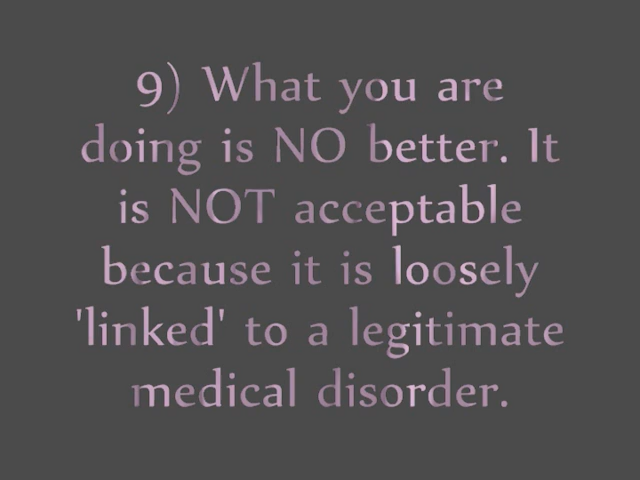 9) What you are
doing is NO better. It
is NOT acceptable
because it is loosely
'linked' to a legitimate
medical disorder.